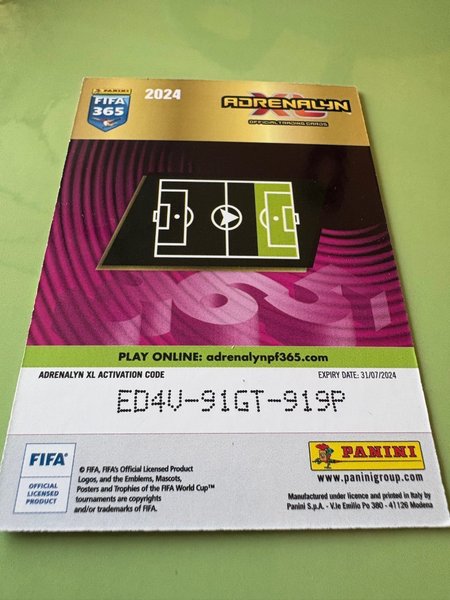 PANINI
FIFA
365
2024
ADRENALYN
XL
OFFICIAL TRADING CARDS
PLAY ONLINE: adrenalynpf365.com
ADRENALYN XL ACTIVATION CODE
EXPIRY DATE: 31/07/2024
ED4V-91GT-919P
FIFA®
OFFICIAL
LICENSED
PRODUCT
© FIFA, FIFA's Official Licensed Product
Logos, and the Emblems, Mascots,
Posters and Trophies of the FIFA World Cup™
tournaments are copyrights
and/or trademarks of FIFA.
PANINI
www.paninigroup.com
Manufactured under licence and printed in Italy by
Panini S.p.A. - V.le Emilio Po 380 - 41126 Modena